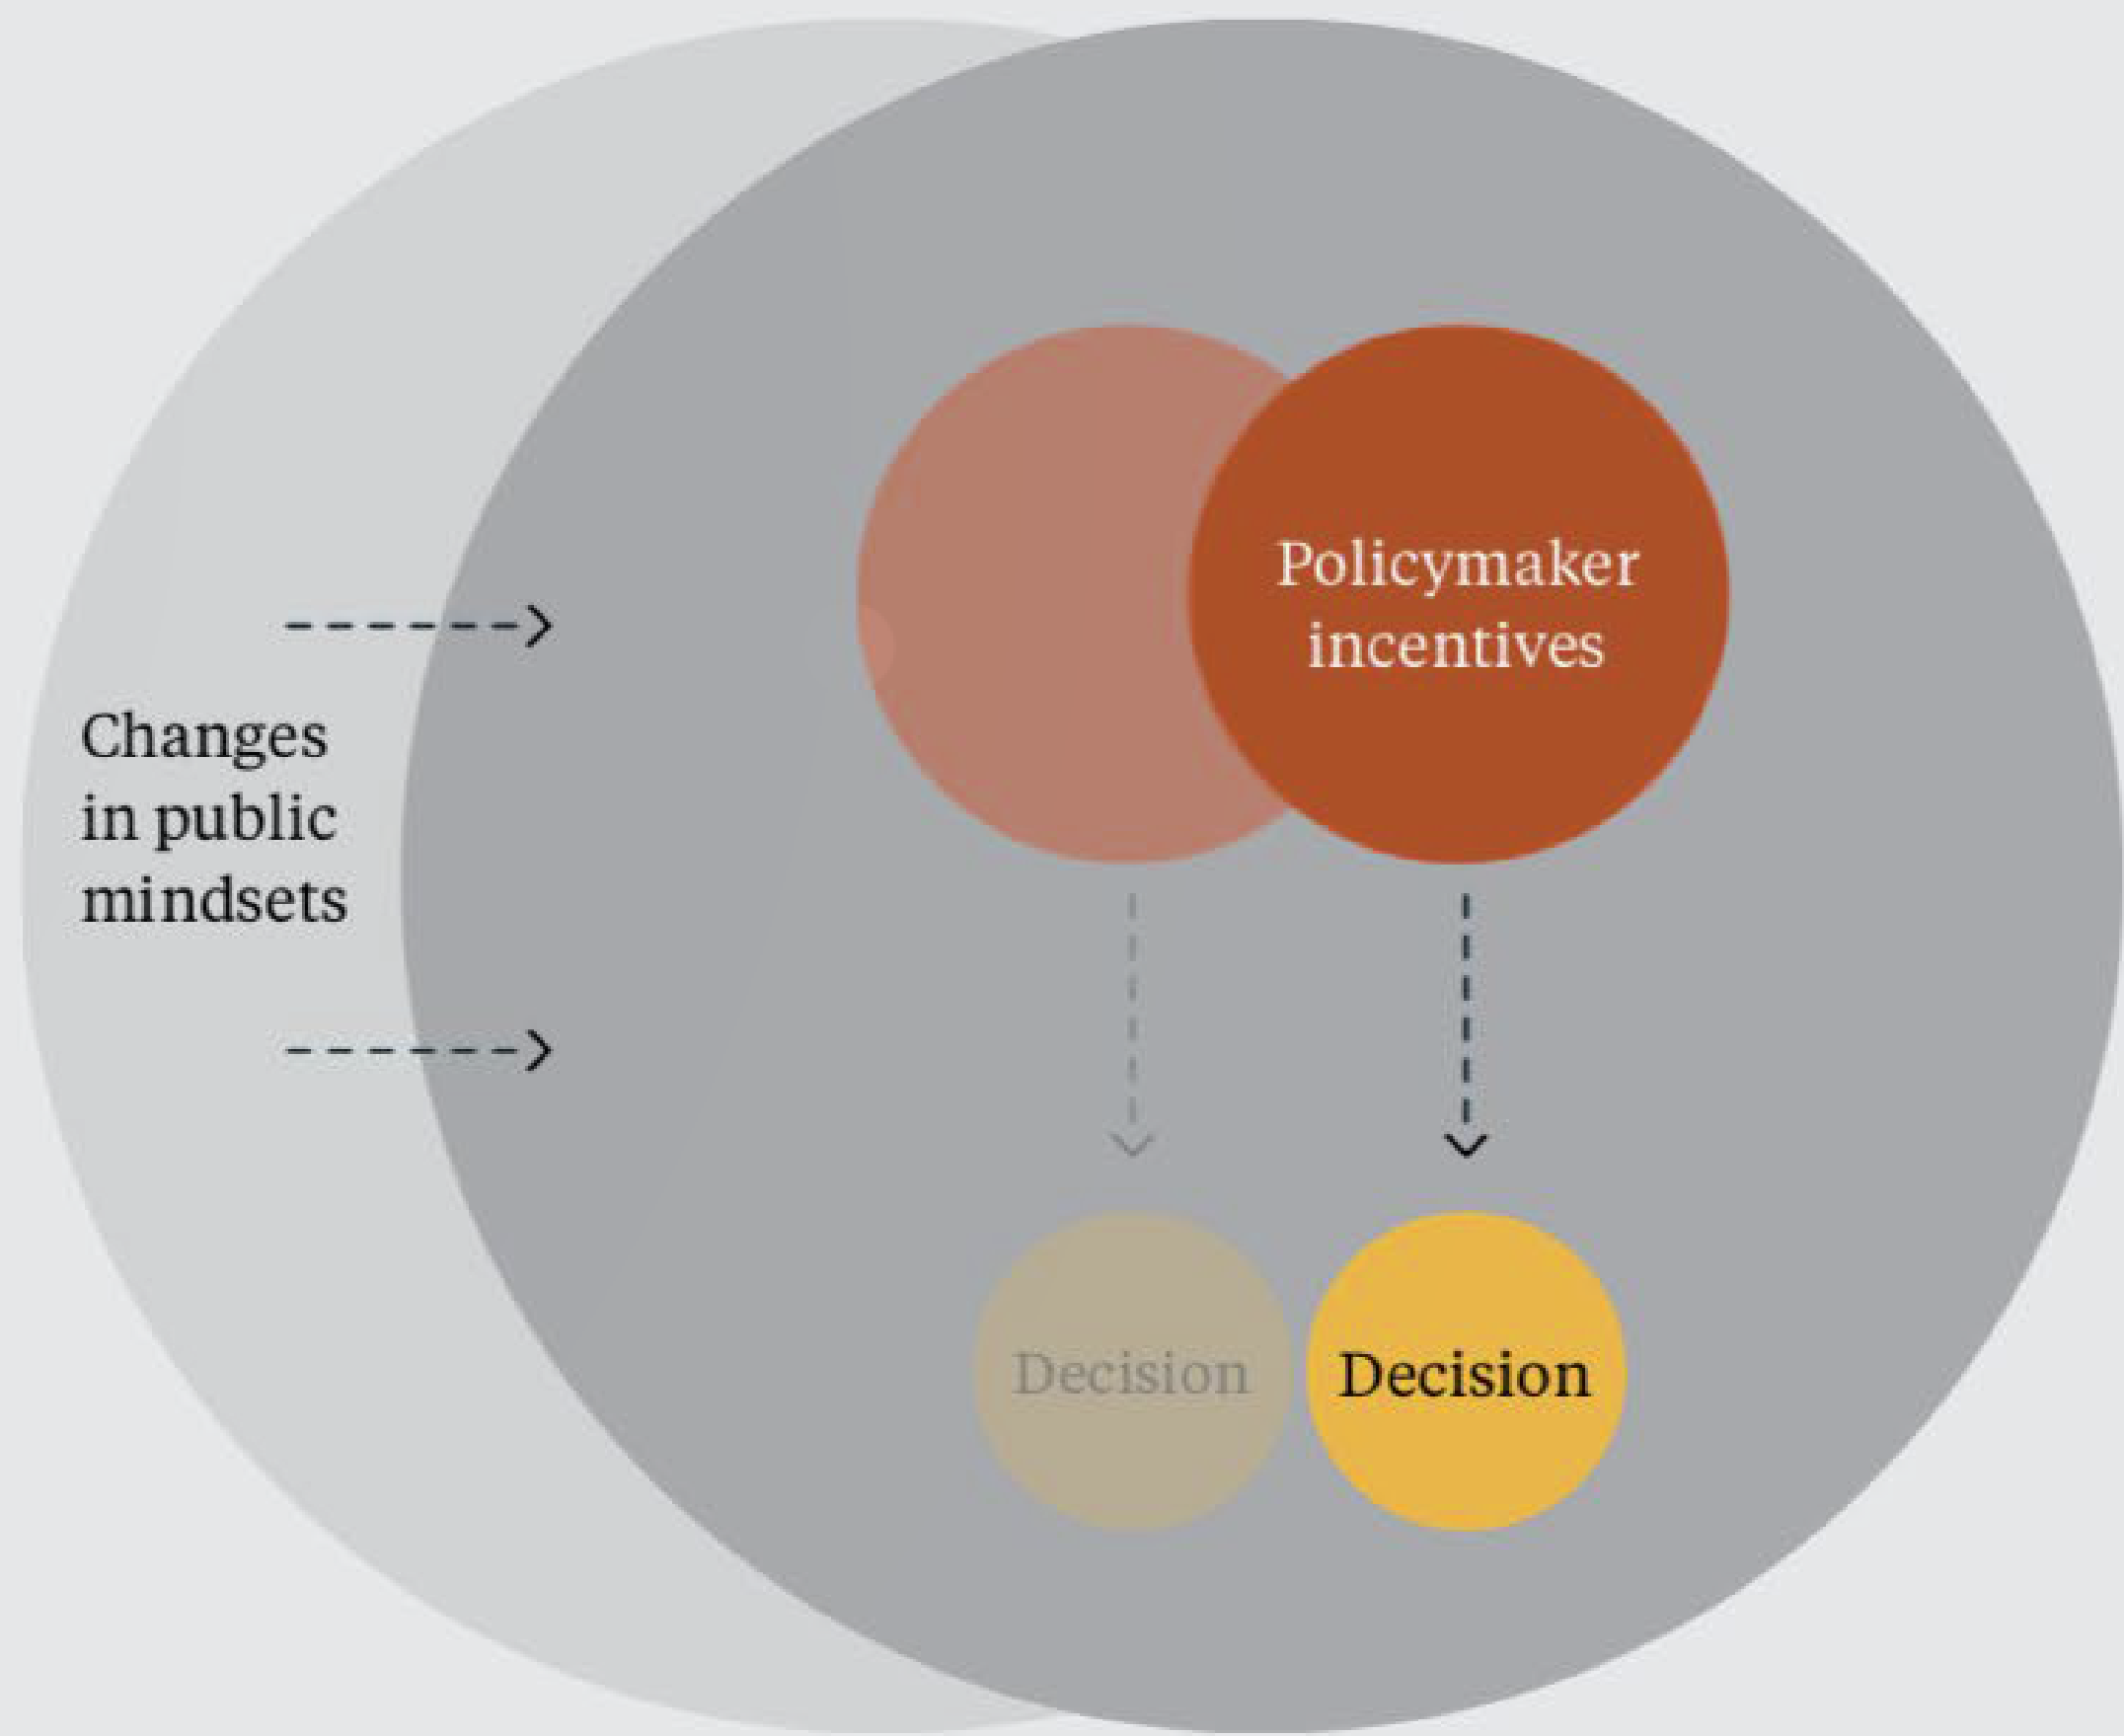 Policymaker
incentives
Changes
in public
mindsets
Decision
Decision